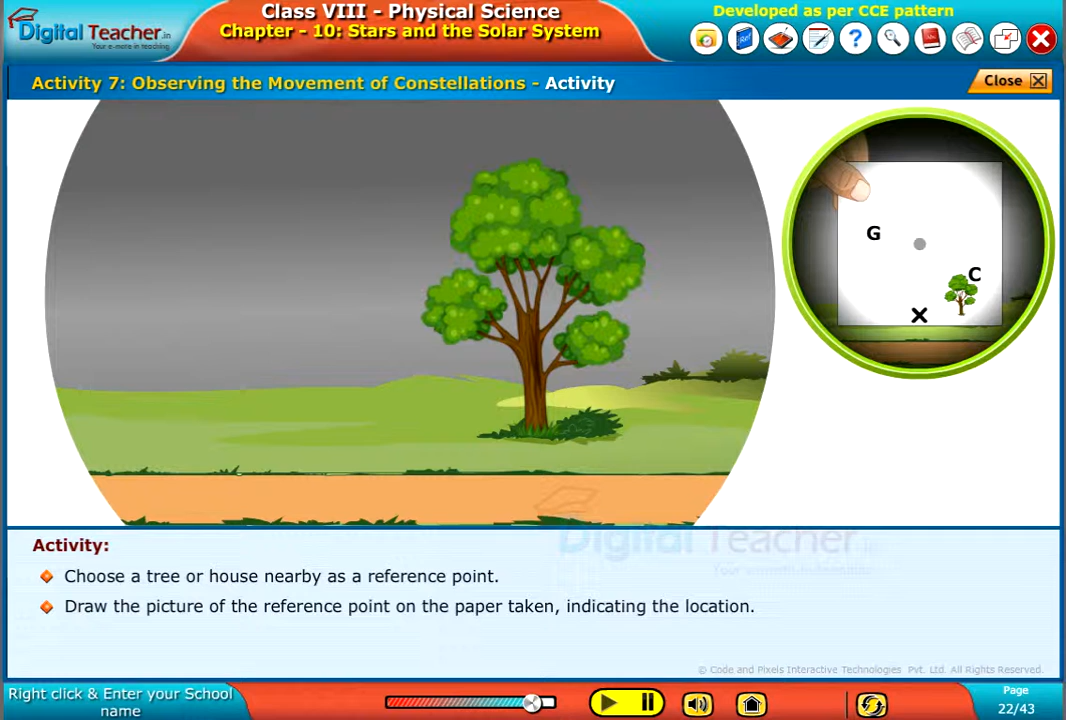 Digital Teacher.in
Your e-mate in teaching
Class VIII - Physical Science
Chapter - 10: Stars and the Solar System
Developed as per CCE pattern
Activity 7: Observing the Movement of Constellations - Activity
Close
G
C
X
Activity:
Choose a tree or house nearby as a reference point.
Draw the picture of the reference point on the paper taken, indicating the location.
Digital Teacher
© Code and Pixels Interactive Technologies Pvt. Ltd. All Rights Reserved.
Right click & Enter your School
name
Page
22/43